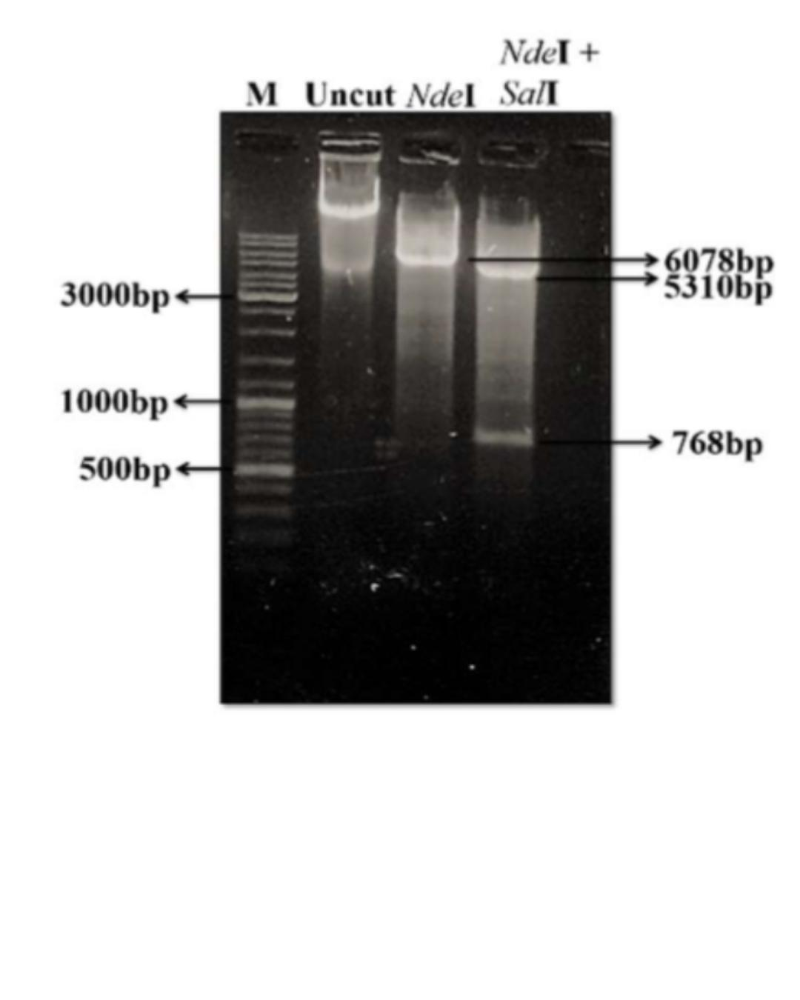 NdeI +
M Uncut NdeI SalI
6078bp
5310bp
3000bp
1000bp
768bp
500bp